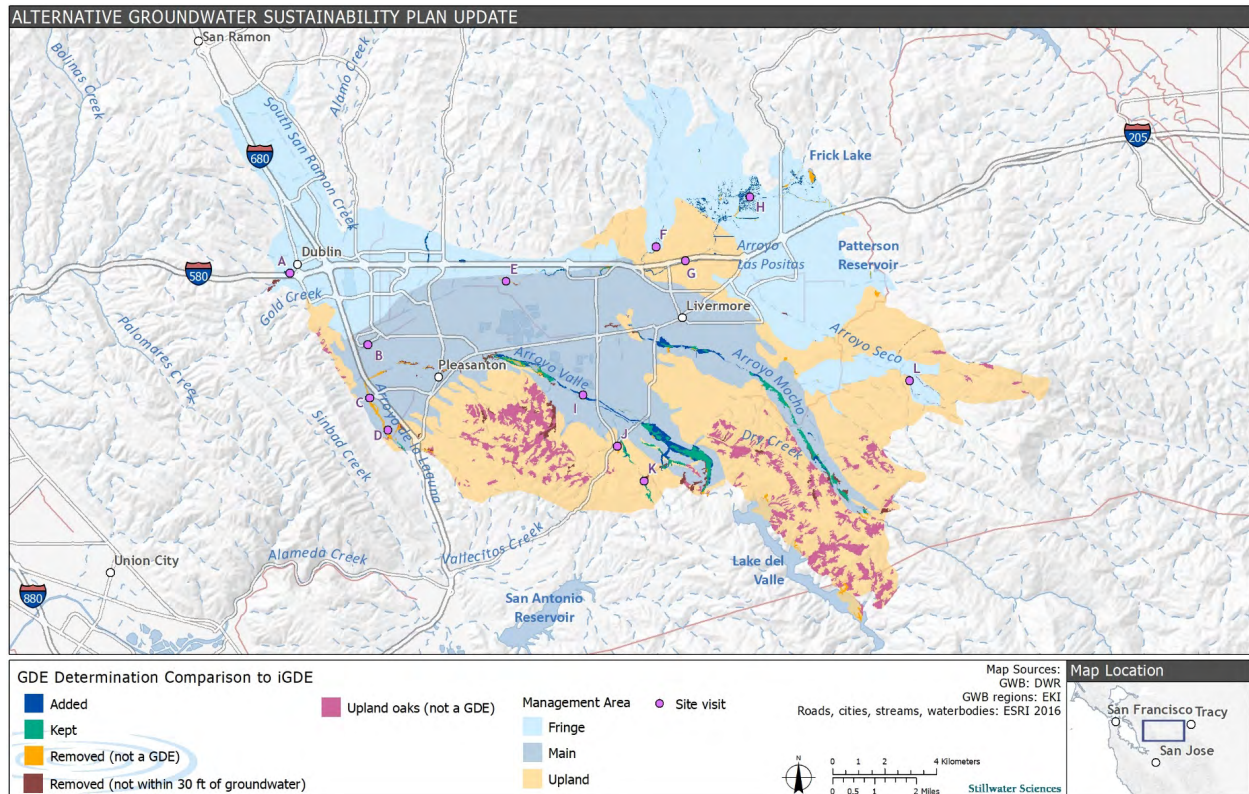 ALTERNATIVE GROUNDWATER SUSTAINABILITY PLAN UPDATE
San Ramon
Bolinas Creek
Alamo Creek
South San Ramon Creek
680
205
Frick Lake
H
F
Dublin
A
580
Arroyo
Las Positas
G
Patterson
Reservoir
E
Gold Creek
Livermore
Palomares Creek
B
Arroyo Seco
Pleasanton
Arroyo Valle
Arroyo Mocho
L
C
I
D
Sinbad Creek
Arroyo de la Laguna
J
Dry Creek
K
Union City
Alameda Creek
Vallecitos Creek
Lake del
Valle
880
San Antonio
Reservoir
GDE Determination Comparison to iGDE
Added
Kept
Removed (not a GDE)
Removed (not within 30 ft of groundwater)
Upland oaks (not a GDE)
Management Area
Fringe
Main
Upland
Site visit
Map Sources:
GWB: DWR
GWB regions: EKI
Roads, cities, streams, waterbodies: ESRI 2016
N
0 1 2 4 Kilometers
0 0.5 1 2 Miles
Stillwater Sciences
Map Location
San Francisco
Tracy
San Jose